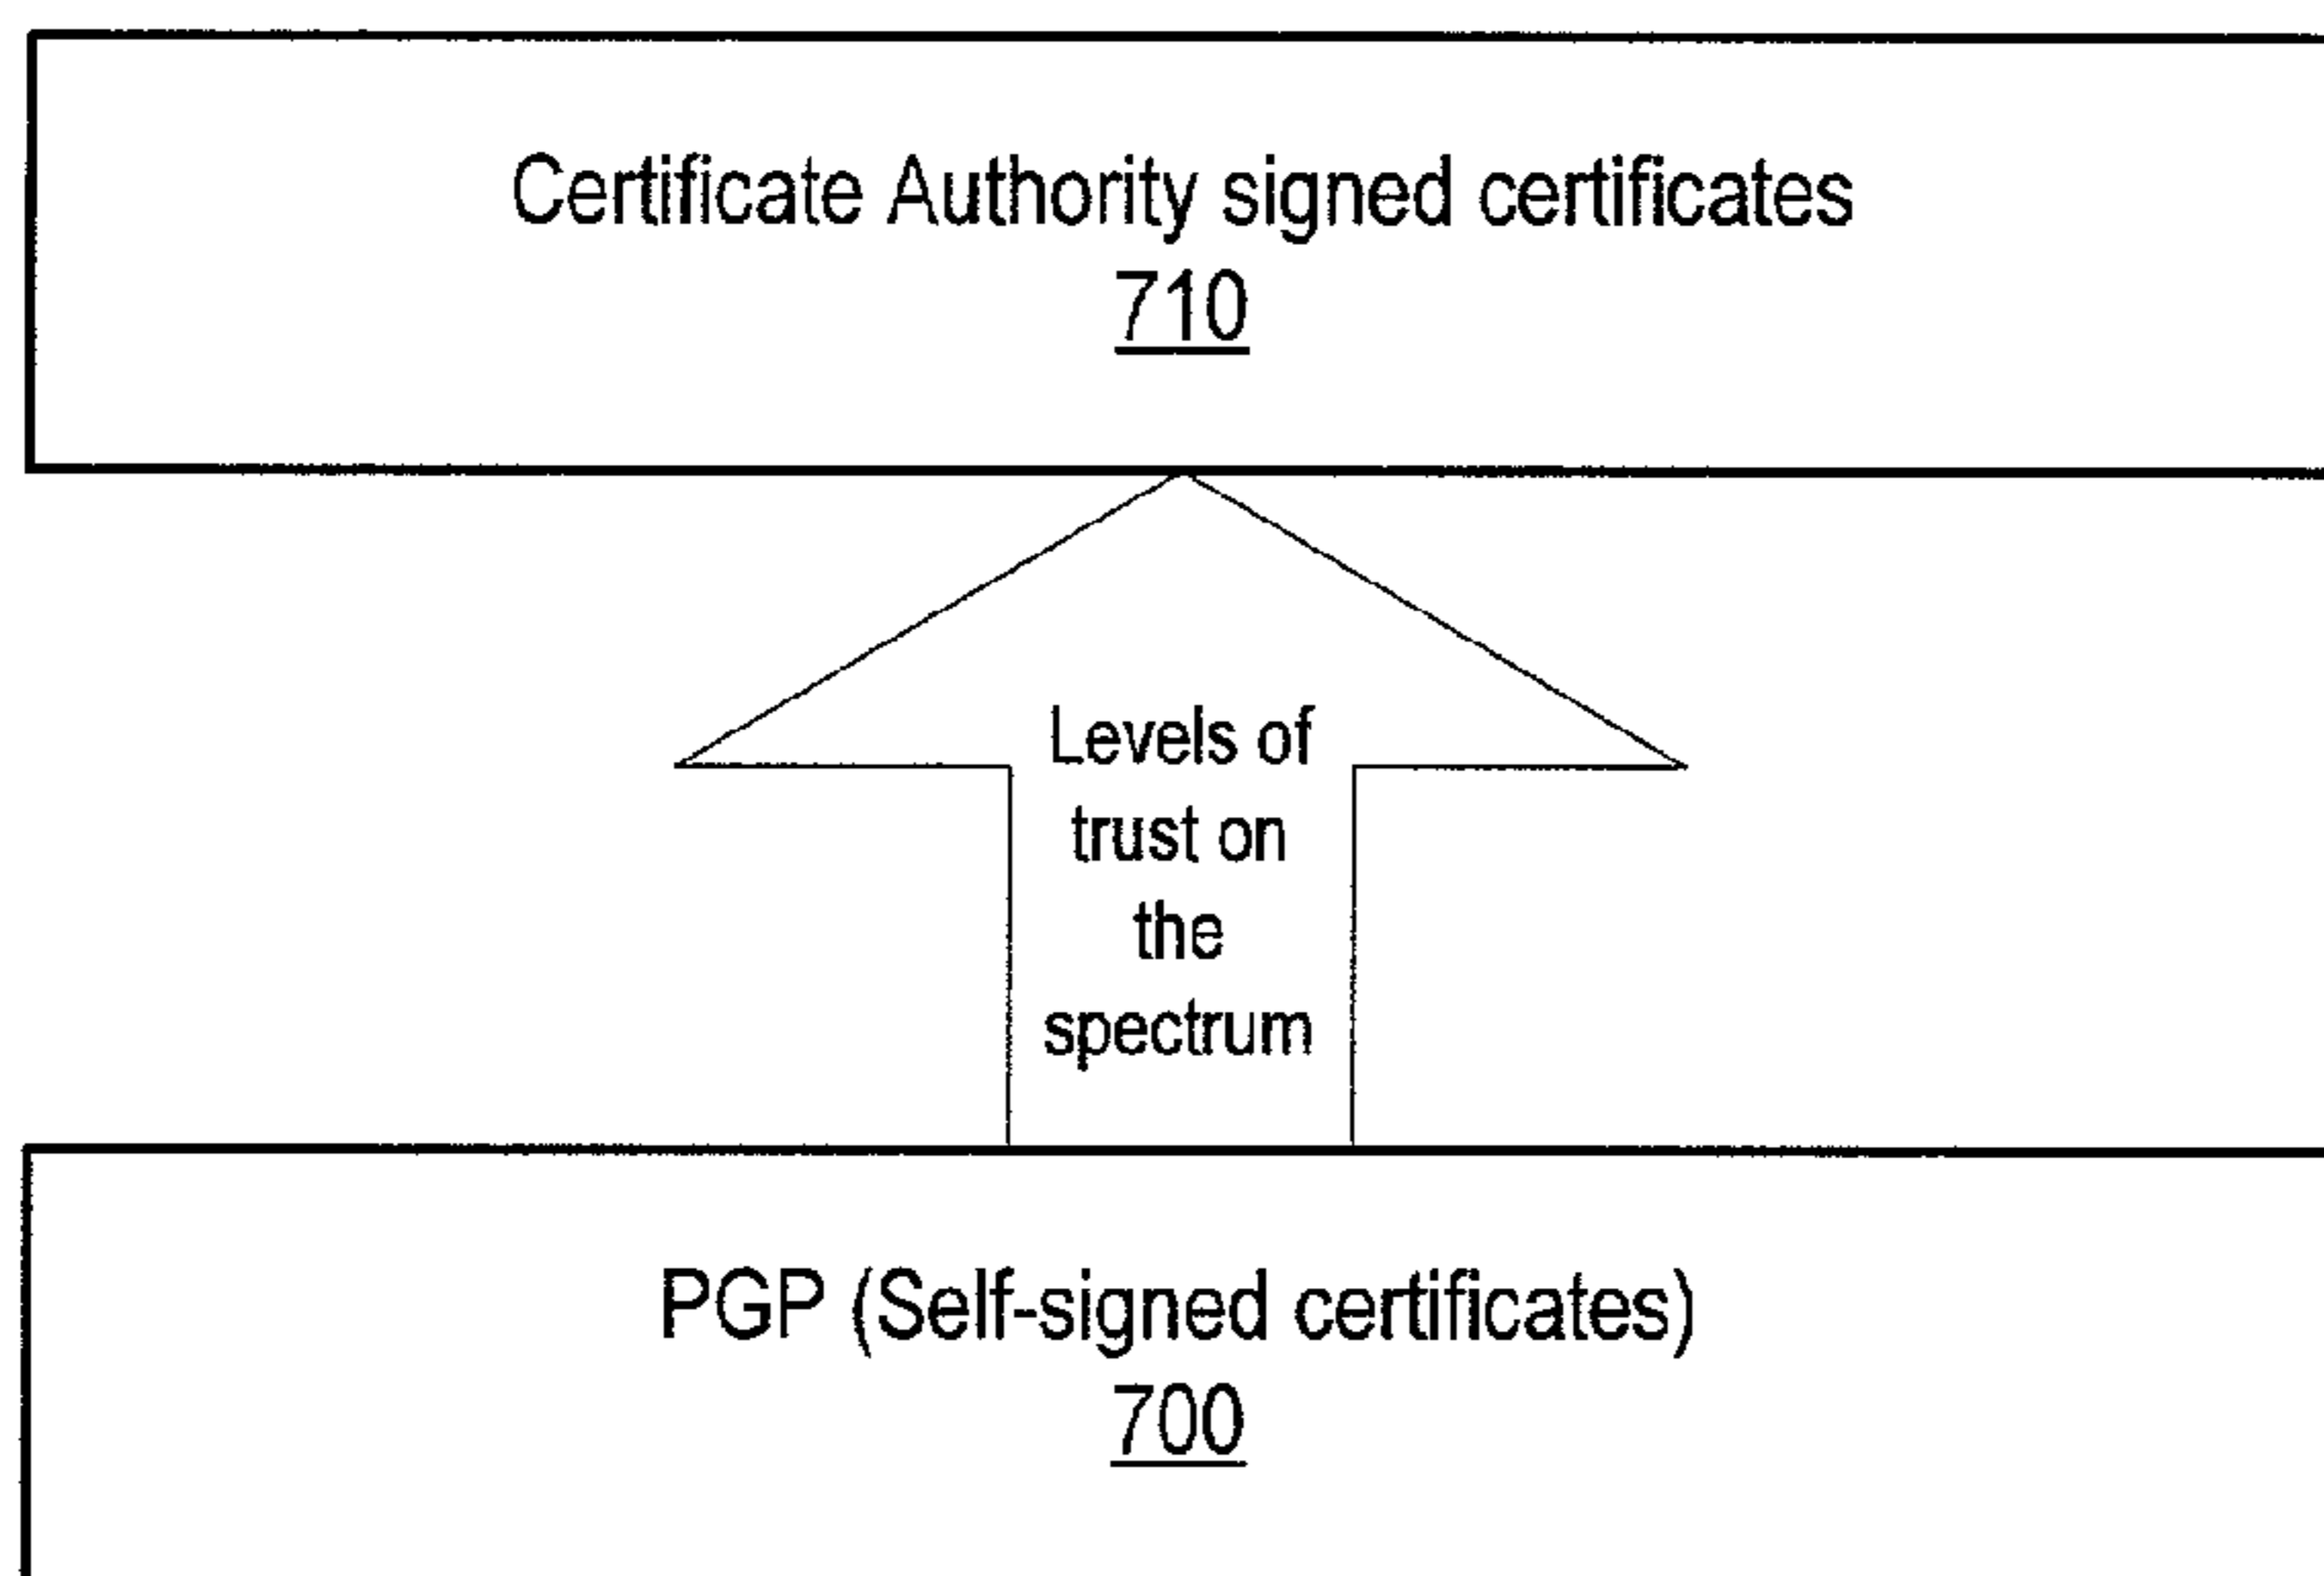 Certificate Authority signed certificates
710
Levels of
trust on
the
spectrum
PGP (Self-signed certificates)
700